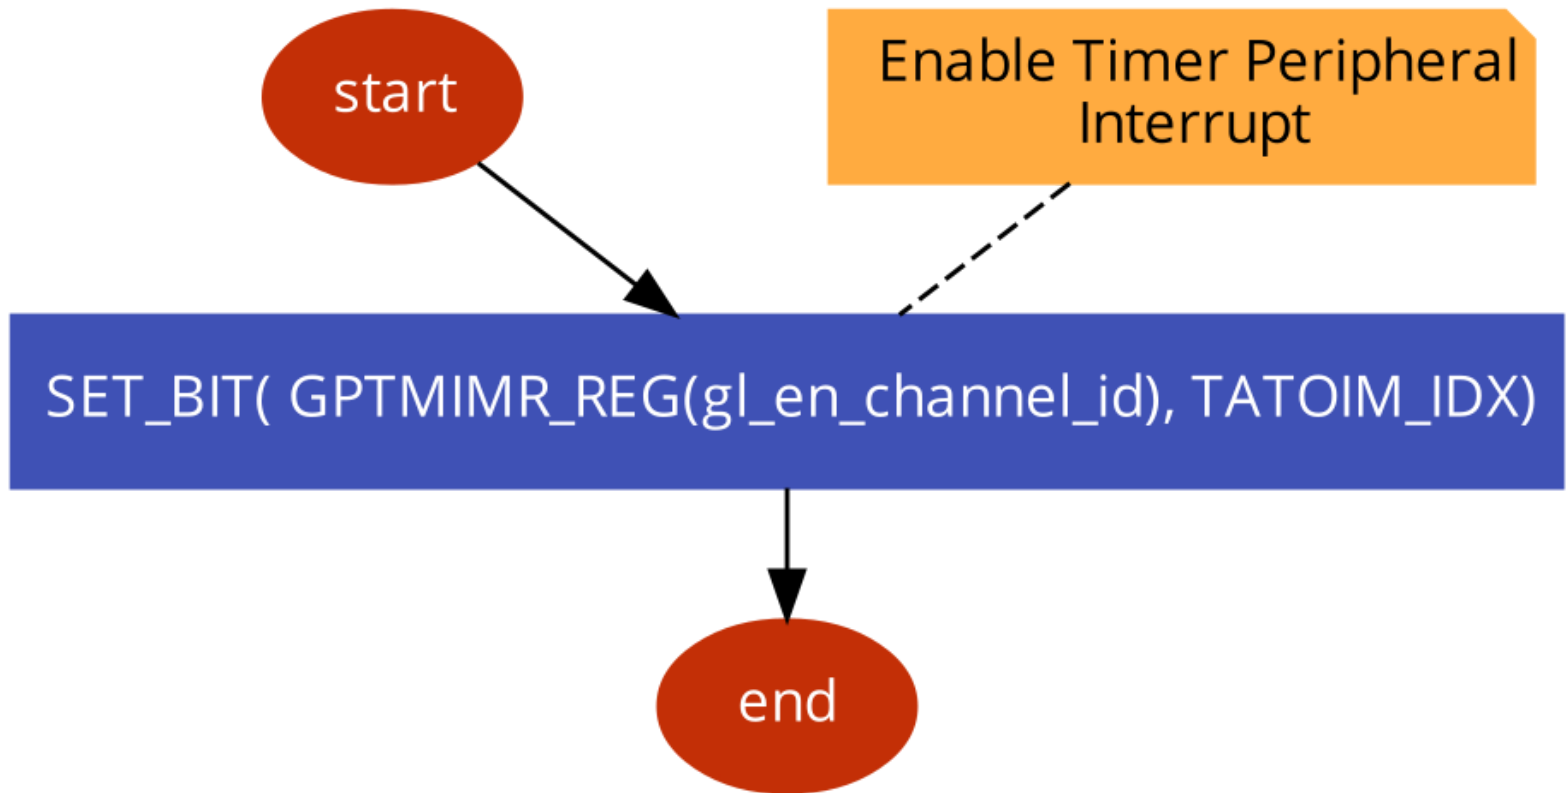 start
Enable Timer Peripheral
Interrupt
SET_BIT( GPTMIMR_REG(gl_en_channel_id), TATOIM_IDX)
end